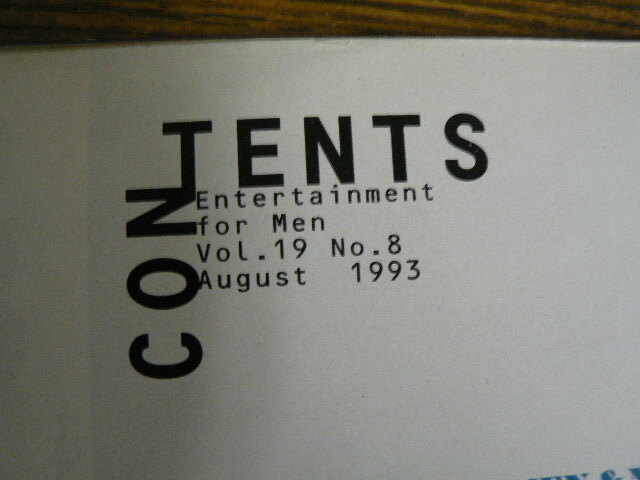 CONTENTS
Entertainment
for Men
Vol.19 No.8
August 1993